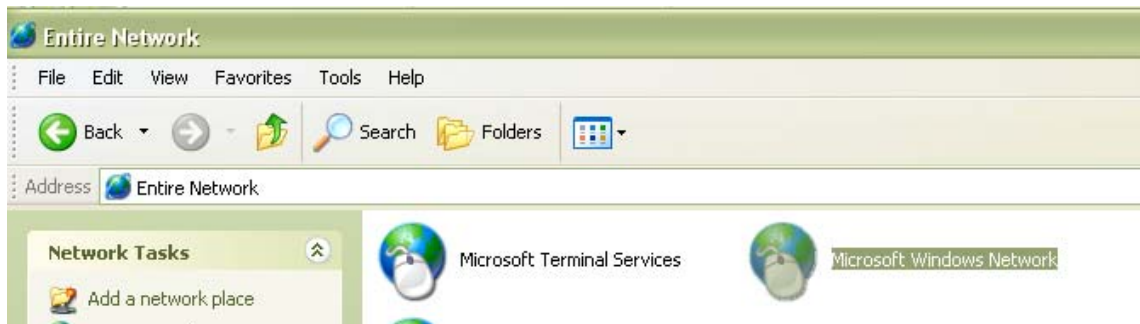 Entire Network
File Edit View Favorites Tools Help
Back Search Folders
Address Entire Network
Network Tasks
Microsoft Terminal Services
Microsoft Windows Network
Add a network place